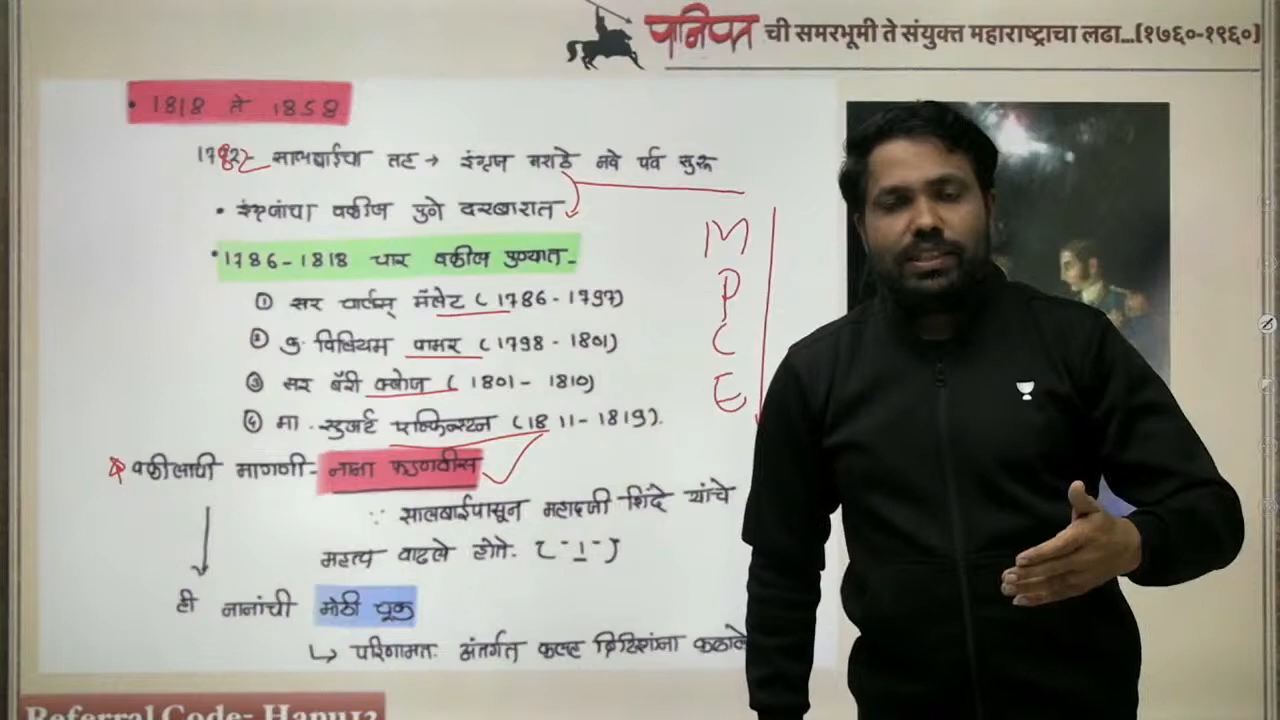 पानिपत ची समरभूमी ते संयुक्त महाराष्ट्राचा लढा...(१७६०-१९६०)
• 1818 ते 1858
1782 - सालबाईचा तह → इंग्रज मराठे नवे पर्व सुरू
• इंग्रजांचा वकील पुणे दरबारात
• 1786-1818 चार वकील पुण्यात -
① सर चार्लस् मॅलेट (1786-1797)
② कु. विलियम पामर (1798-1801)
③ सर बॅरी क्लोज (1801-1810)
④ मा. स्टुअर्ट एल्फिन्स्टन (1811-1819).
वकीलाची मागणी - नाना फडणवीस
∵ सालबाईपासून महादजी शिंदे यांचे
महत्त्व वाढले होते.
ही नानांची मोठी चूक
↳ परिणामतः अंतर्गत कलह ब्रिटिशांना कळाले
M
P
C
E
Referral Code- Hanu12